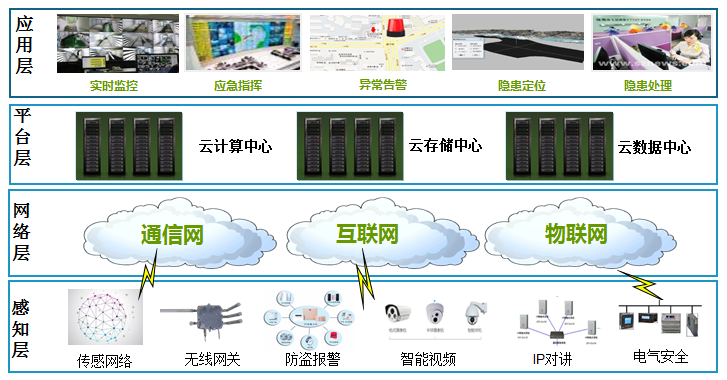 应用层
实时监控
应急指挥
异常告警
隐患定位
隐患处理
www.sznews.com
平台层
云计算中心
云存储中心
云数据中心
网络层
通信网
互联网
物联网
感知层
传感网络
无线网关
防盗报警
智能视频
IP对讲
电气安全